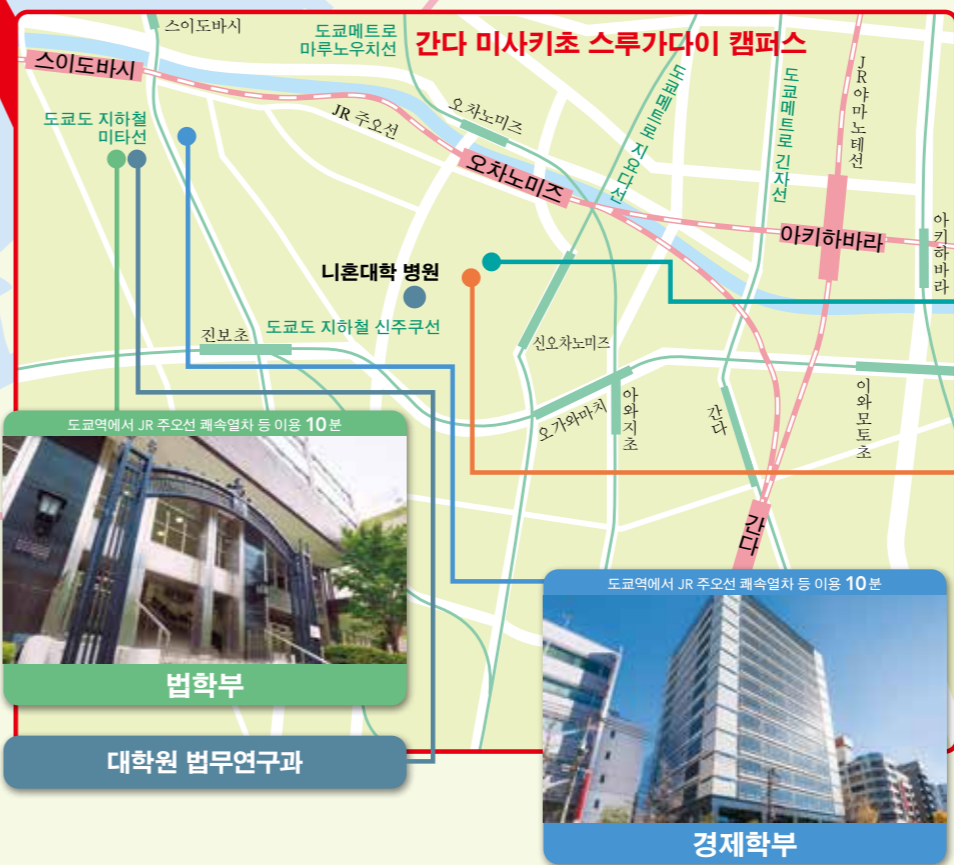 스이도바시
도쿄메트로
마루노우치선
간다 미사키초 스루가다이 캠퍼스
스이도바시
JR 야마노테선
도쿄메트로 지요다선
도쿄메트로 긴자선
도쿄도 지하철
미타선
JR 주오선
오차노미즈
오차노미즈
아키하바라
아키하바라
니혼대학 병원
도쿄도 지하철 신주쿠선
진보초
신오차노미즈
오가와마치
아와지초
간다
이와모토초
간다
도쿄역에서 JR 주오선 쾌속열차 등 이용 10분
법학부
대학원 법무연구과
도쿄역에서 JR 주오선 쾌속열차 등 이용 10분
경제학부